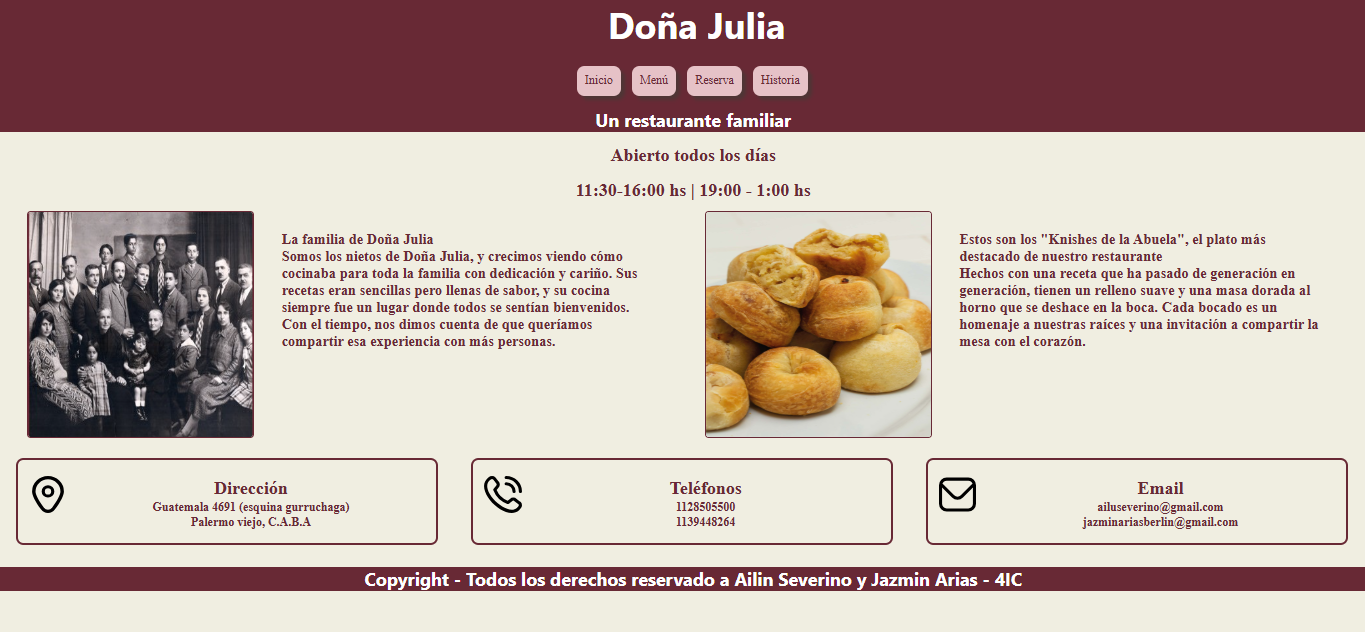 Doña Julia
Inicio
Menú
Reserva
Historia
Un restaurante familiar
Abierto todos los días
11:30-16:00 hs | 19:00 - 1:00 hs
La familia de Doña Julia
Somos los nietos de Doña Julia, y crecimos viendo cómo
cocinaba para toda la familia con dedicación y cariño. Sus
recetas eran sencillas pero llenas de sabor, y su cocina
siempre fue un lugar donde todos se sentían bienvenidos.
Con el tiempo, nos dimos cuenta de que queríamos
compartir esa experiencia con más personas.
Estos son los "Knishes de la Abuela", el plato más
destacado de nuestro restaurante
Hechos con una receta que ha pasado de generación en
generación, tienen un relleno suave y una masa dorada al
horno que se deshace en la boca. Cada bocado es un
homenaje a nuestras raíces y una invitación a compartir la
mesa con el corazón.
Dirección
Guatemala 4691 (esquina gurruchaga)
Palermo viejo, C.A.B.A
Teléfonos
1128505500
1139448264
Email
ailuseverino@gmail.com
jazminariasberlin@gmail.com
Copyright - Todos los derechos reservado a Ailin Severino y Jazmin Arias - 4IC